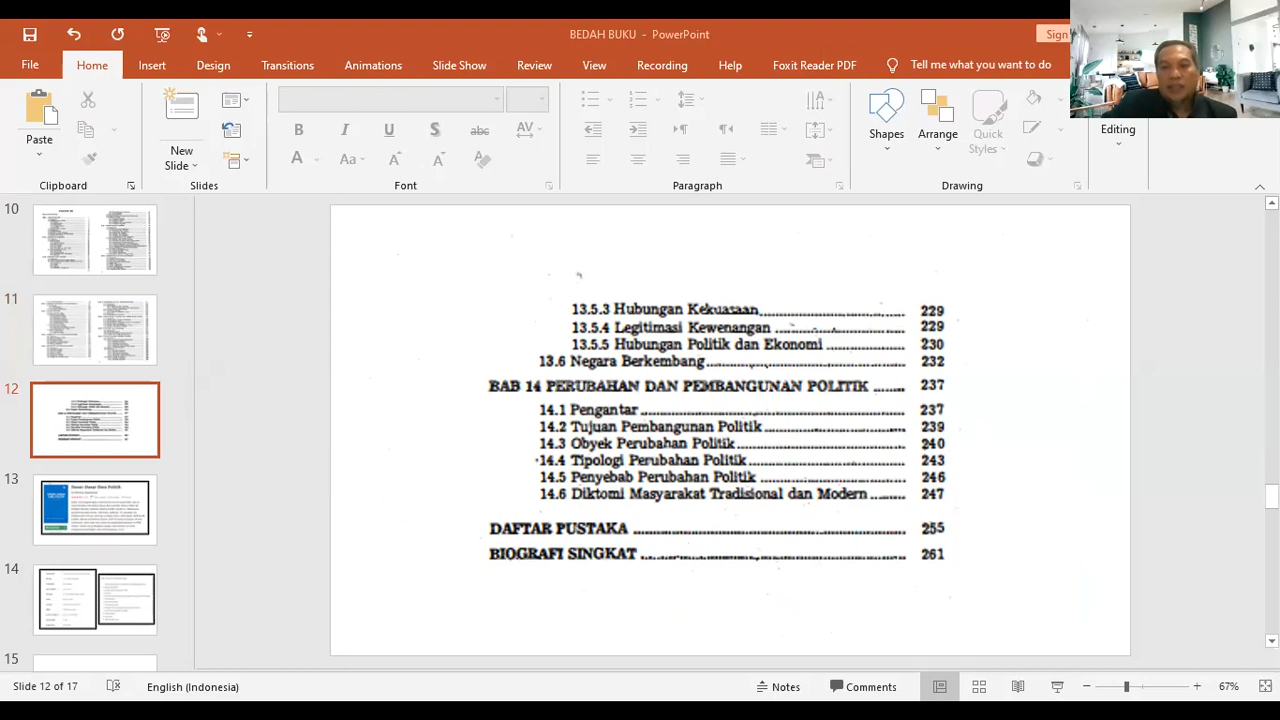 BEDAH BUKU - PowerPoint
Sign
File Home Insert Design Transitions Animations Slide Show Review View Recording Help Foxit Reader PDF Tell me what you want to do
Paste
New Slide
Shapes
Arrange
Quick Styles
Editing
Clipboard Slides Font Paragraph Drawing
10
11
12
13
14
15
13.5.3 Hubungan Kekuasaan 229
13.5.4 Legitimasi Kewenangan 229
13.5.5 Hubungan Politik dan Ekonomi 230
13.6 Negara Berkembang 232
BAB 14 PERUBAHAN DAN PEMBANGUNAN POLITIK 237
14.1 Pengantar 237
14.2 Tujuan Pembangunan Politik 239
14.3 Obyek Perubahan Politik 240
14.4 Tipologi Perubahan Politik 243
14.5 Penyebab Perubahan Politik 246
14.6 Diktomi Masyarakat Tradisional dan Modern 247
DAFTAR PUSTAKA 255
BIOGRAFI SINGKAT 261
Slide 12 of 17 English (Indonesia) Notes Comments 67%